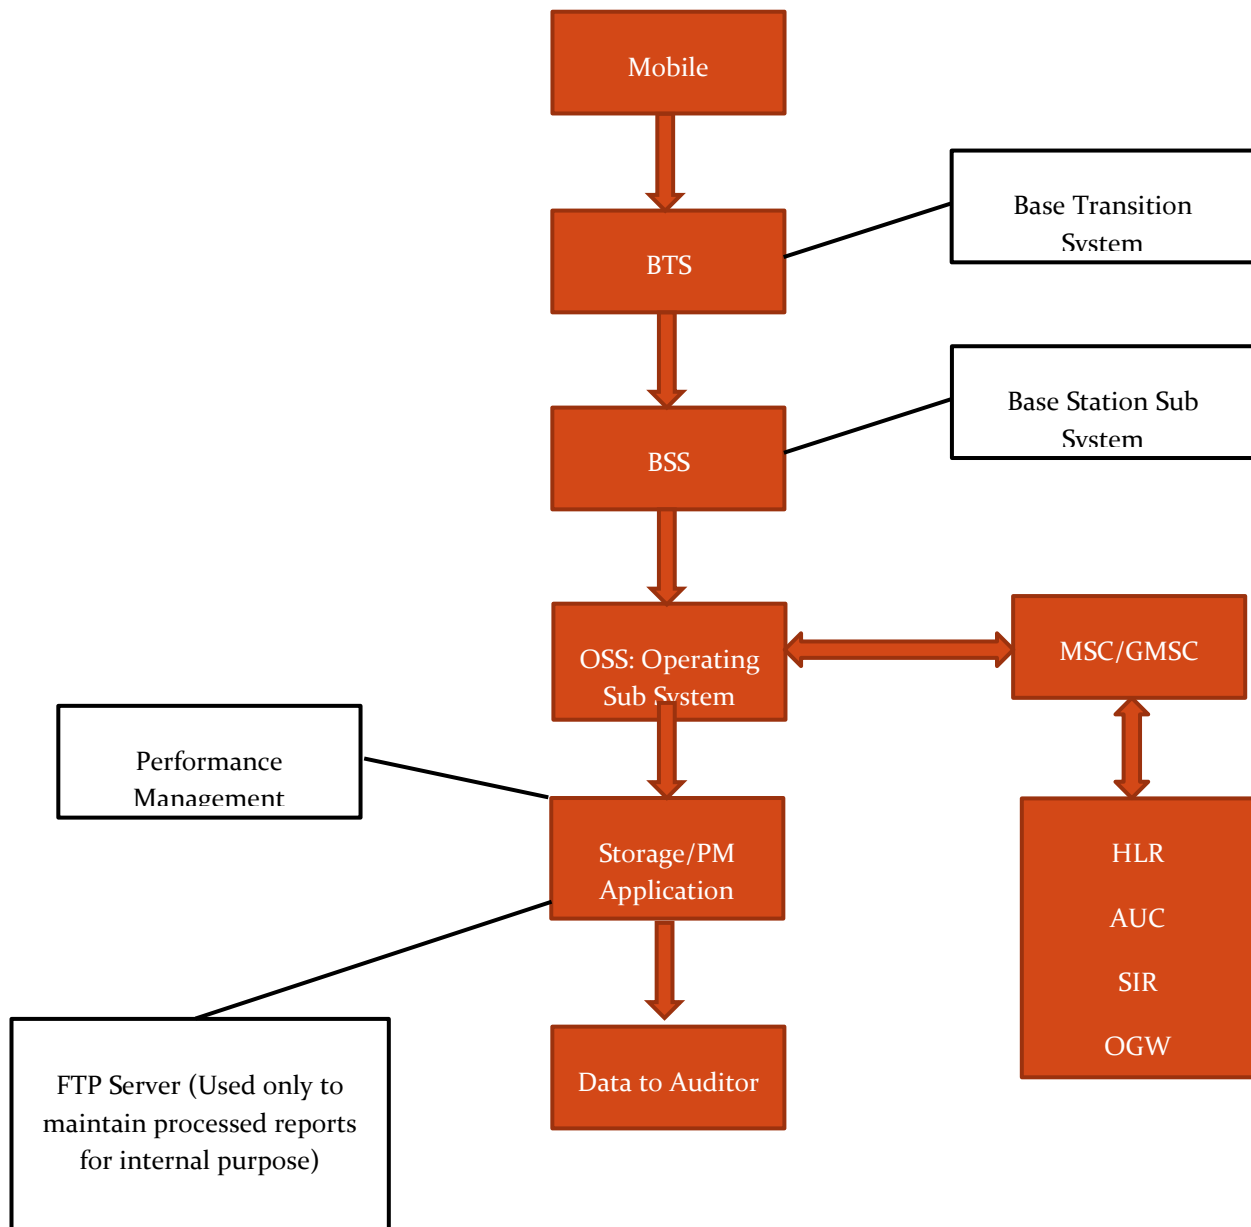 Mobile
Base Transition
System
BTS
Base Station Sub
System
BSS
OSS: Operating
Sub System
MSC/GMSC
Performance
Management
Storage/PM
Application
HLR
AUC
SIR
OGW
FTP Server (Used only to
maintain processed reports
for internal purpose)
Data to Auditor